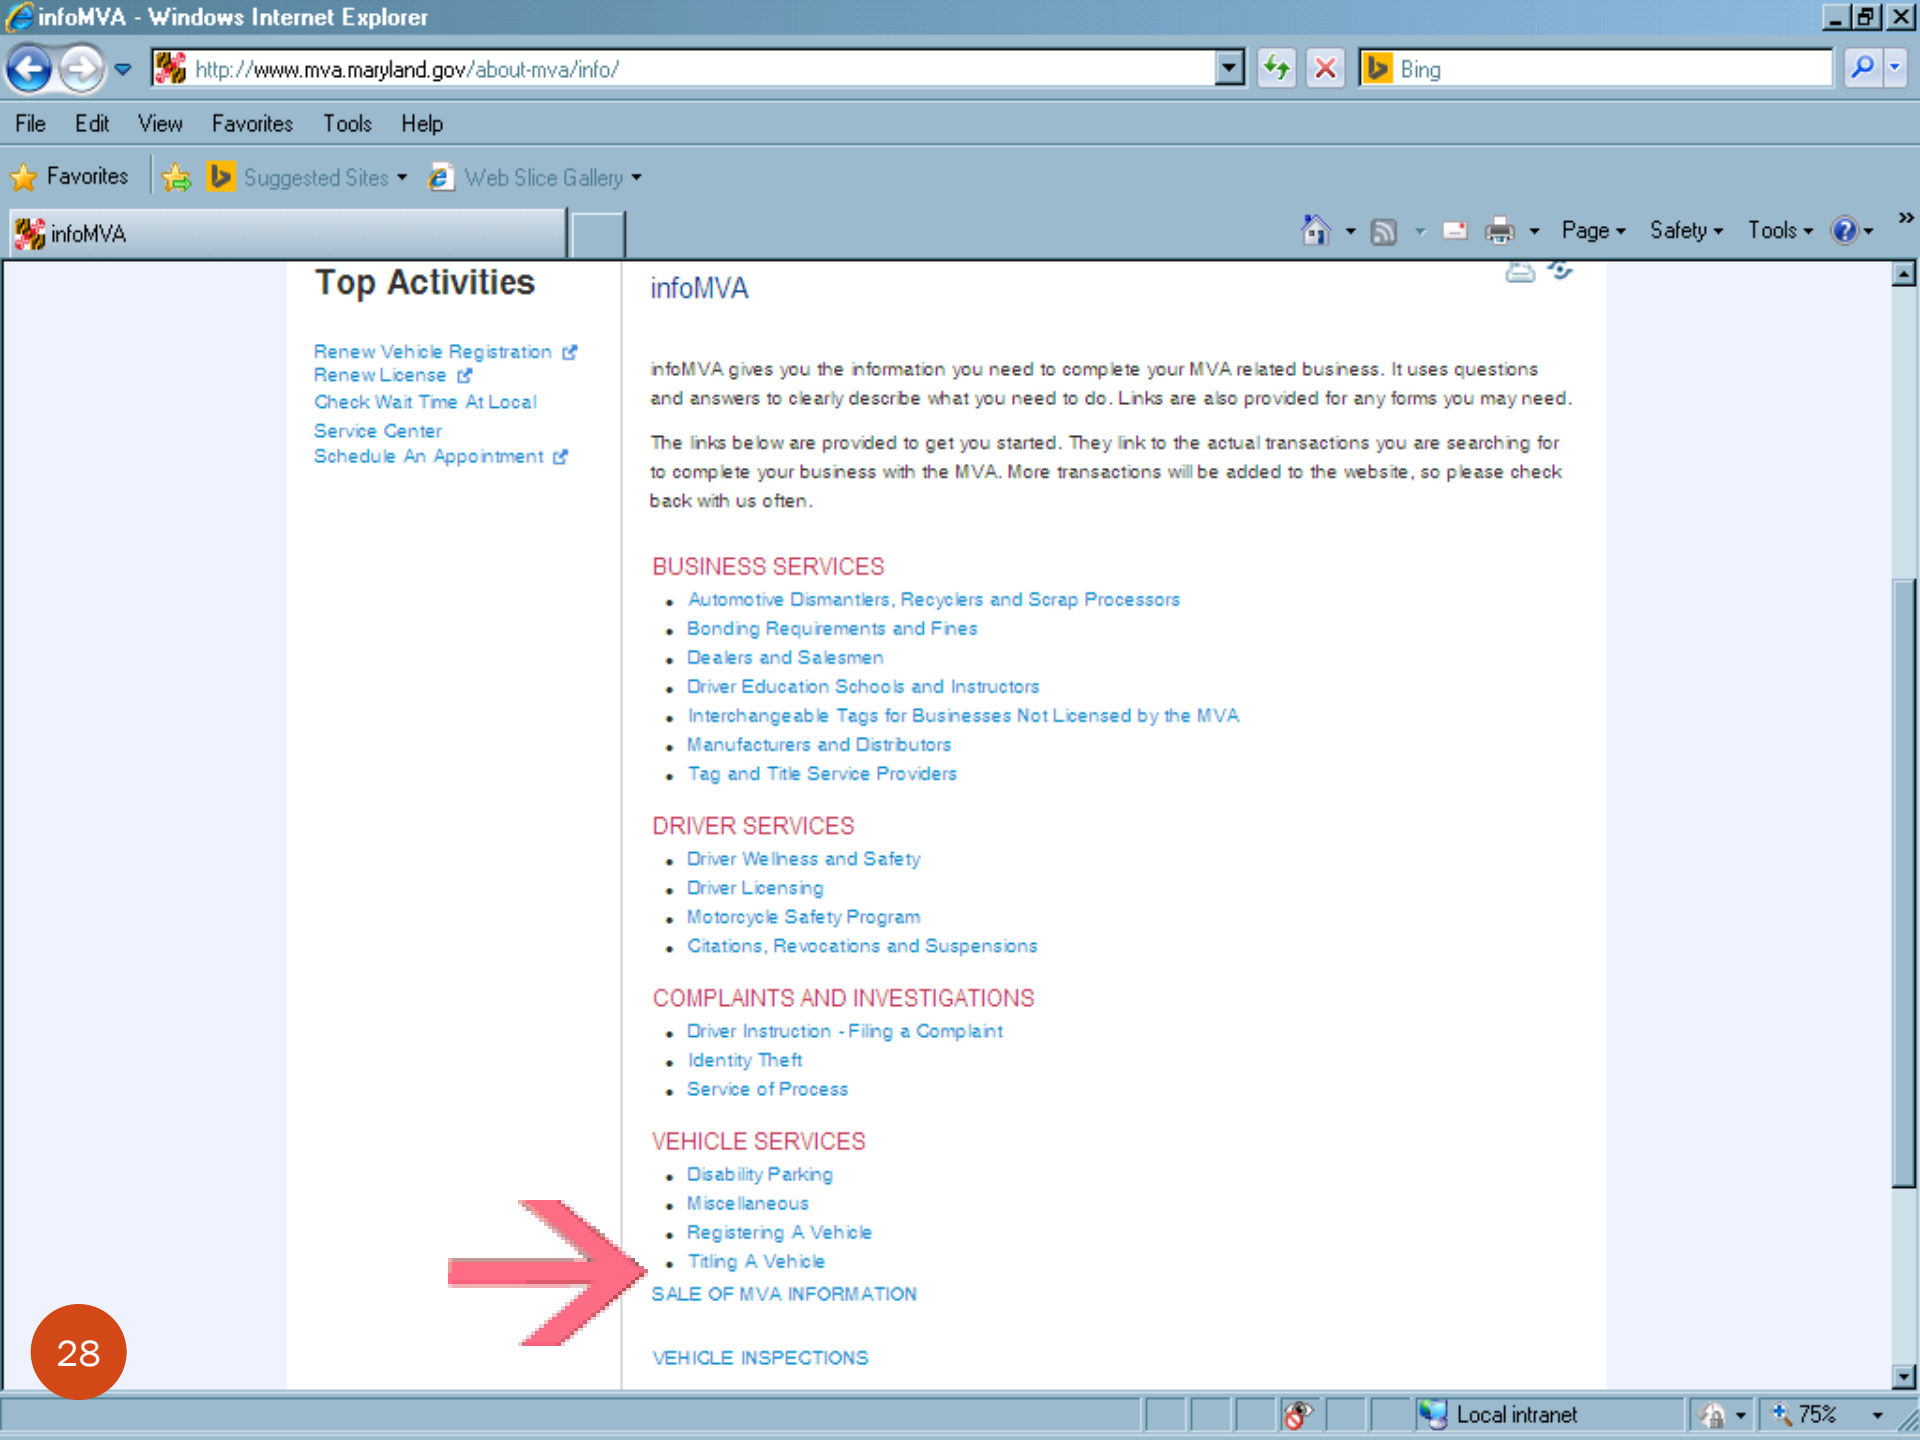 infoMVA - Windows Internet Explorer
http://www.mva.maryland.gov/about-mva/info/
Bing
File Edit View Favorites Tools Help
Favorites Suggested Sites Web Slice Gallery
infoMVA
Page Safety Tools
Top Activities
Renew Vehicle Registration
Renew License
Check Wait Time At Local
Service Center
Schedule An Appointment
infoMVA
infoMVA gives you the information you need to complete your MVA related business. It uses questions
and answers to clearly describe what you need to do. Links are also provided for any forms you may need.
The links below are provided to get you started. They link to the actual transactions you are searching for
to complete your business with the MVA. More transactions will be added to the website, so please check
back with us often.
BUSINESS SERVICES
• Automotive Dismantlers, Recyclers and Scrap Processors
• Bonding Requirements and Fines
• Dealers and Salesmen
• Driver Education Schools and Instructors
• Interchangeable Tags for Businesses Not Licensed by the MVA
• Manufacturers and Distributors
• Tag and Title Service Providers
DRIVER SERVICES
• Driver Wellness and Safety
• Driver Licensing
• Motorcycle Safety Program
• Citations, Revocations and Suspensions
COMPLAINTS AND INVESTIGATIONS
• Driver Instruction - Filing a Complaint
• Identity Theft
• Service of Process
VEHICLE SERVICES
• Disability Parking
• Miscellaneous
• Registering A Vehicle
• Titling A Vehicle
SALE OF MVA INFORMATION
VEHICLE INSPECTIONS
28
Local intranet
75%